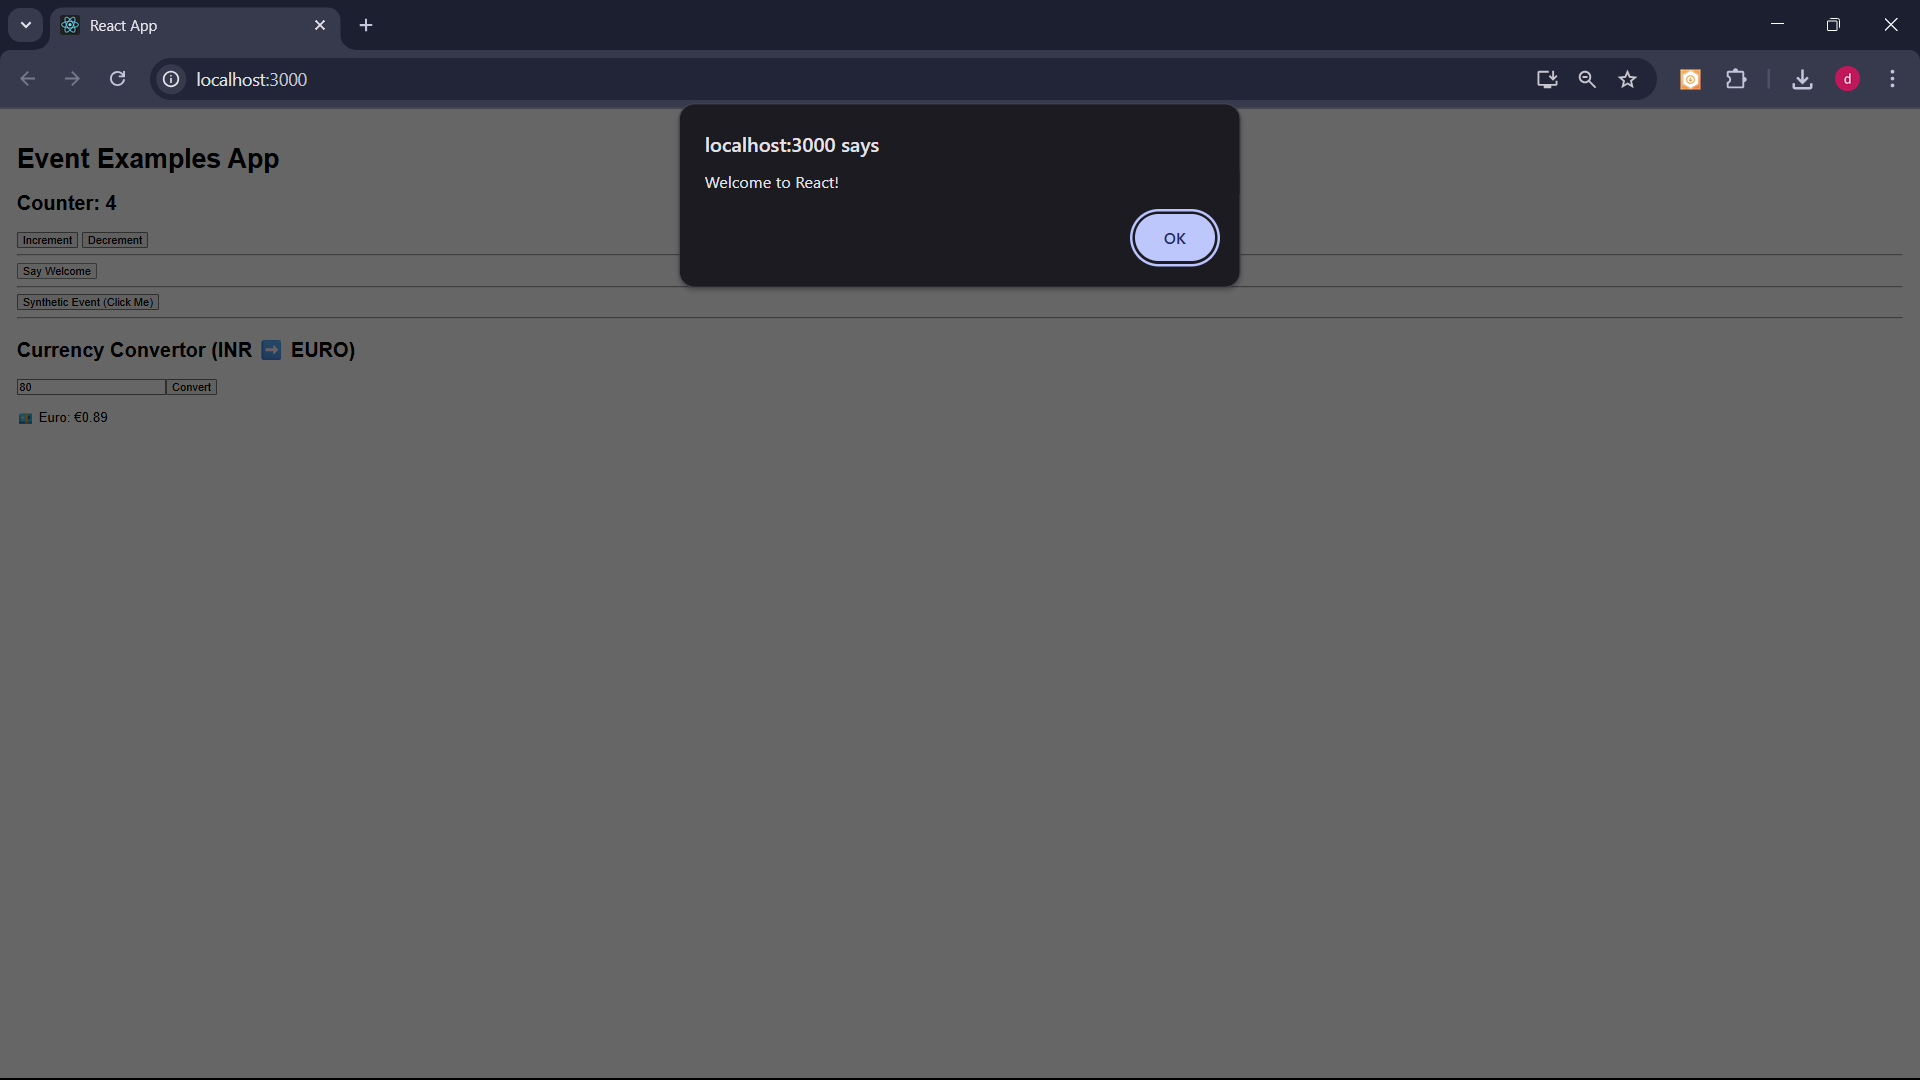 React App
localhost:3000
d
localhost:3000 says
Welcome to React!
OK
Event Examples App
Counter: 4
Increment Decrement
Say Welcome
Synthetic Event (Click Me)
Currency Convertor (INR ➡️ EURO)
80 Convert
💶 Euro: €0.89